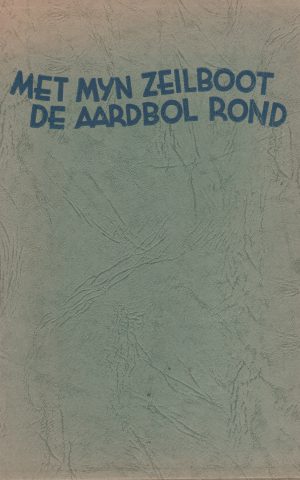 MET MYN ZEILBOOT
DE AARDBOL ROND